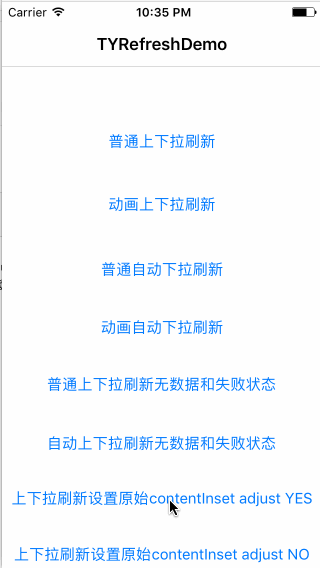 Carrier 10:35 PM
TYRefreshDemo
普通上下拉刷新
动画上下拉刷新
普通自动下拉刷新
动画自动下拉刷新
普通上下拉刷新无数据和失败状态
自动上下拉刷新无数据和失败状态
上下拉刷新设置原始contentInset adjust YES
上下拉刷新设置原始contentInset adjust NO